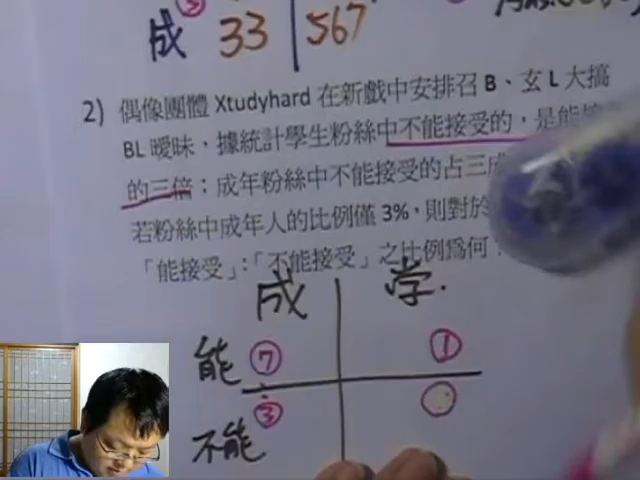 成 33 567
2) 偶像團體 Xtudyhard 在新戲中安排召 B、玄 L 大搞
BL 曖昧，據統計學生粉絲中不能接受的，是能接
的三倍；成年粉絲中不能接受的占三成
若粉絲中成年人的比例僅 3%，則對於
「能接受」:「不能接受」之比例為何
成 学.
能 7 1
不能 3